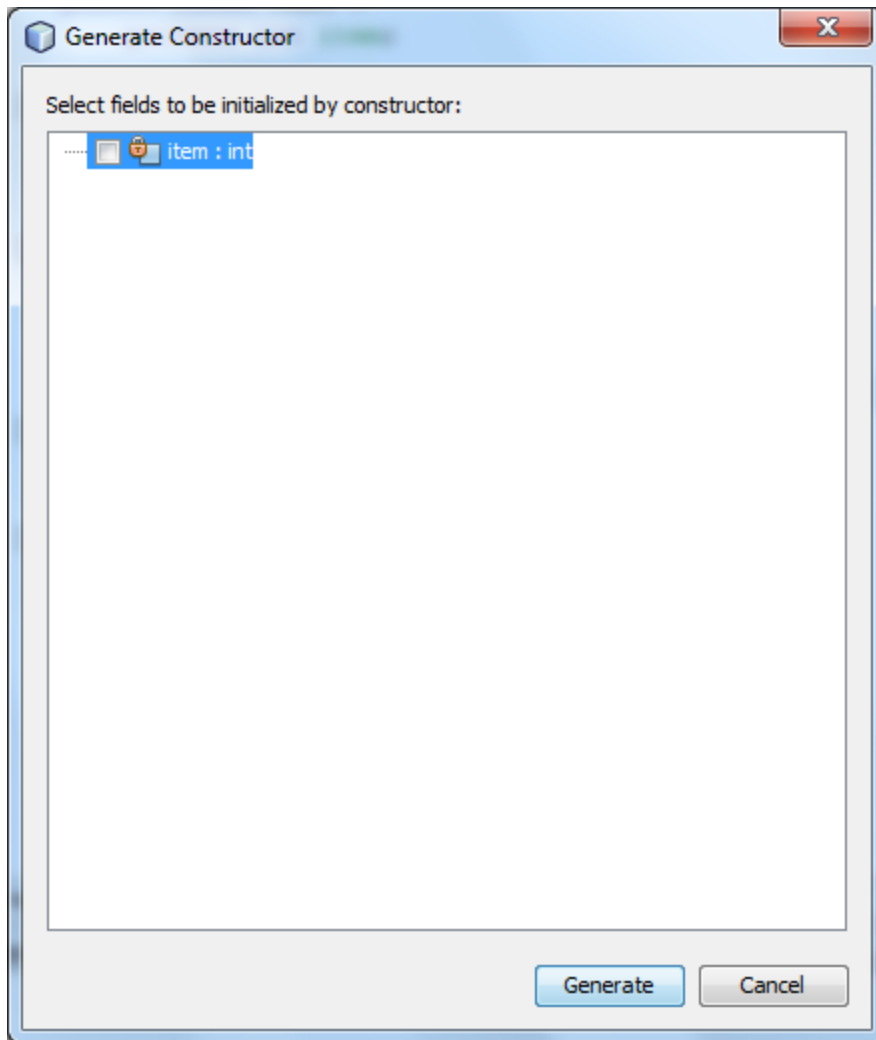 Generate Constructor
Select fields to be initialized by constructor:
item : int
Generate
Cancel